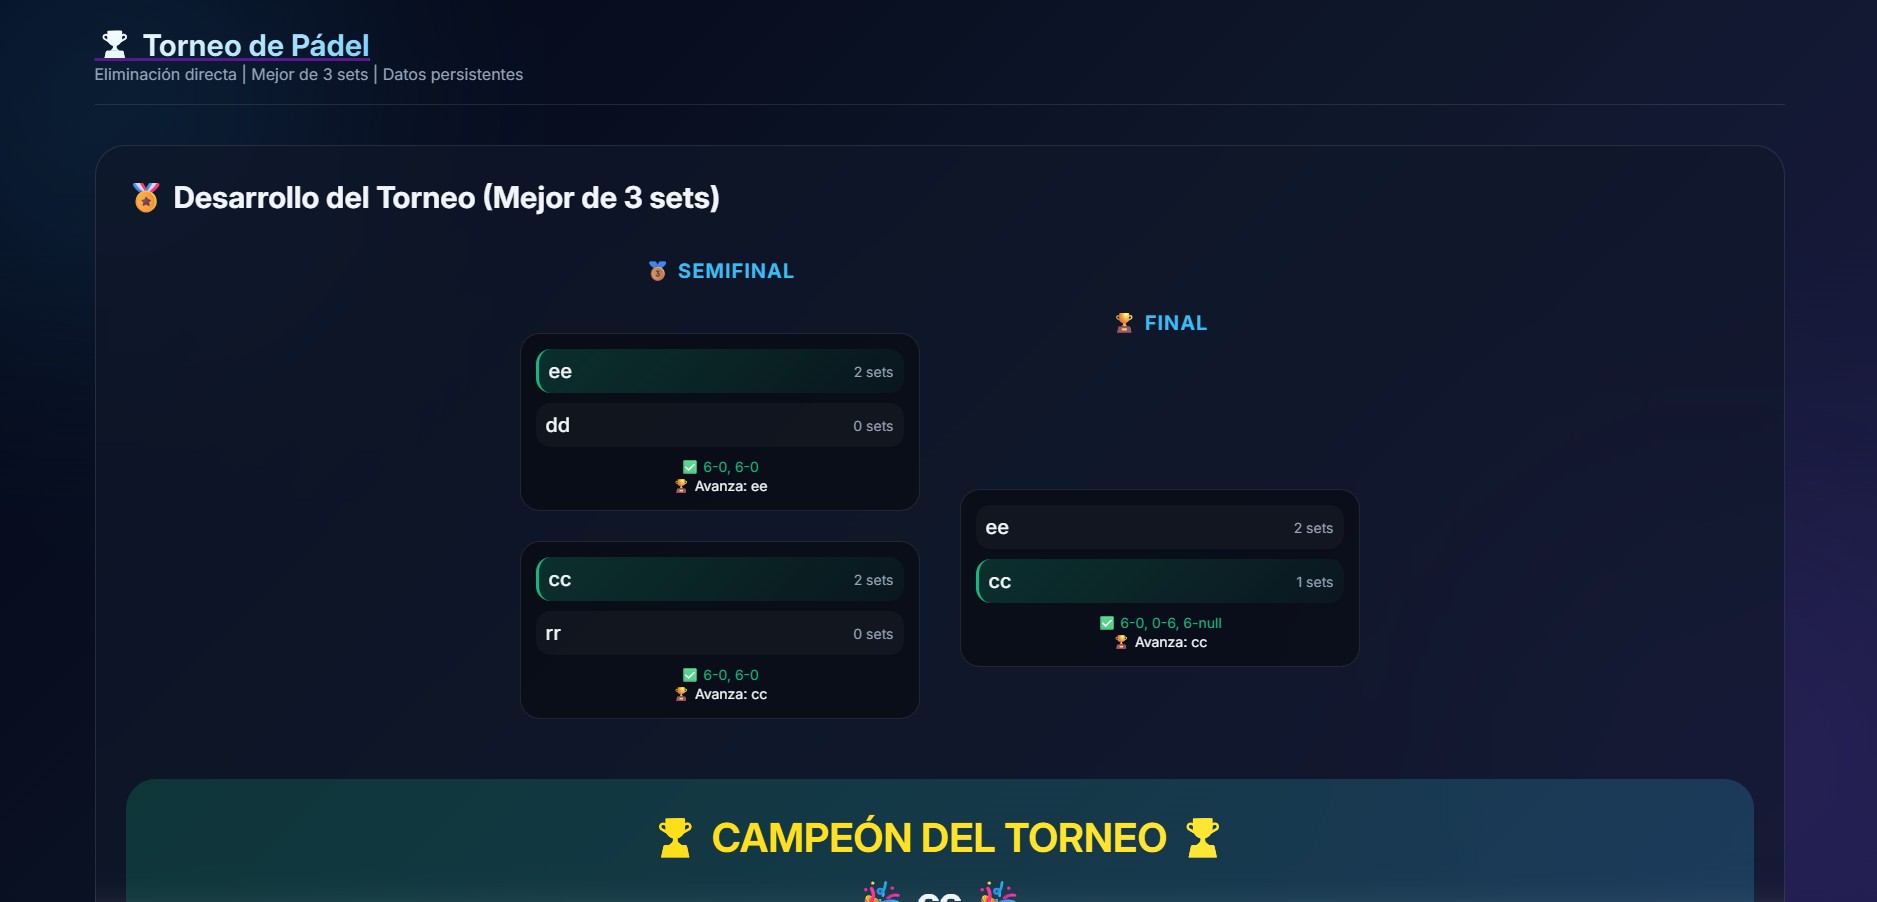 🏆 Torneo de Pádel
Eliminación directa | Mejor de 3 sets | Datos persistentes
🏅 Desarrollo del Torneo (Mejor de 3 sets)
🥉 SEMIFINAL
ee 2 sets
dd 0 sets
✅ 6-0, 6-0
🏆 Avanza: ee
cc 2 sets
rr 0 sets
✅ 6-0, 6-0
🏆 Avanza: cc
🏆 FINAL
ee 2 sets
cc 1 sets
✅ 6-0, 0-6, 6-null
🏆 Avanza: cc
🏆 CAMPEÓN DEL TORNEO 🏆
🎉 cc 🎉